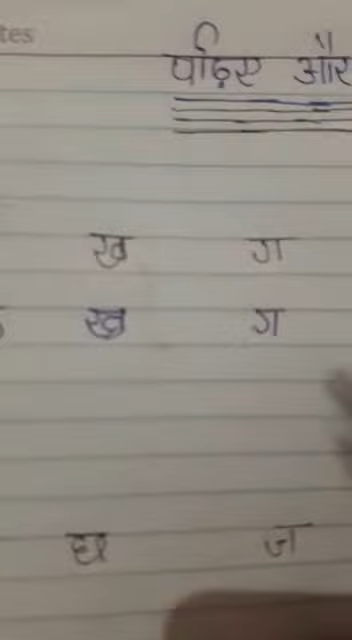 tes
पढ़िए और
ख ग
ख ग
घ ज